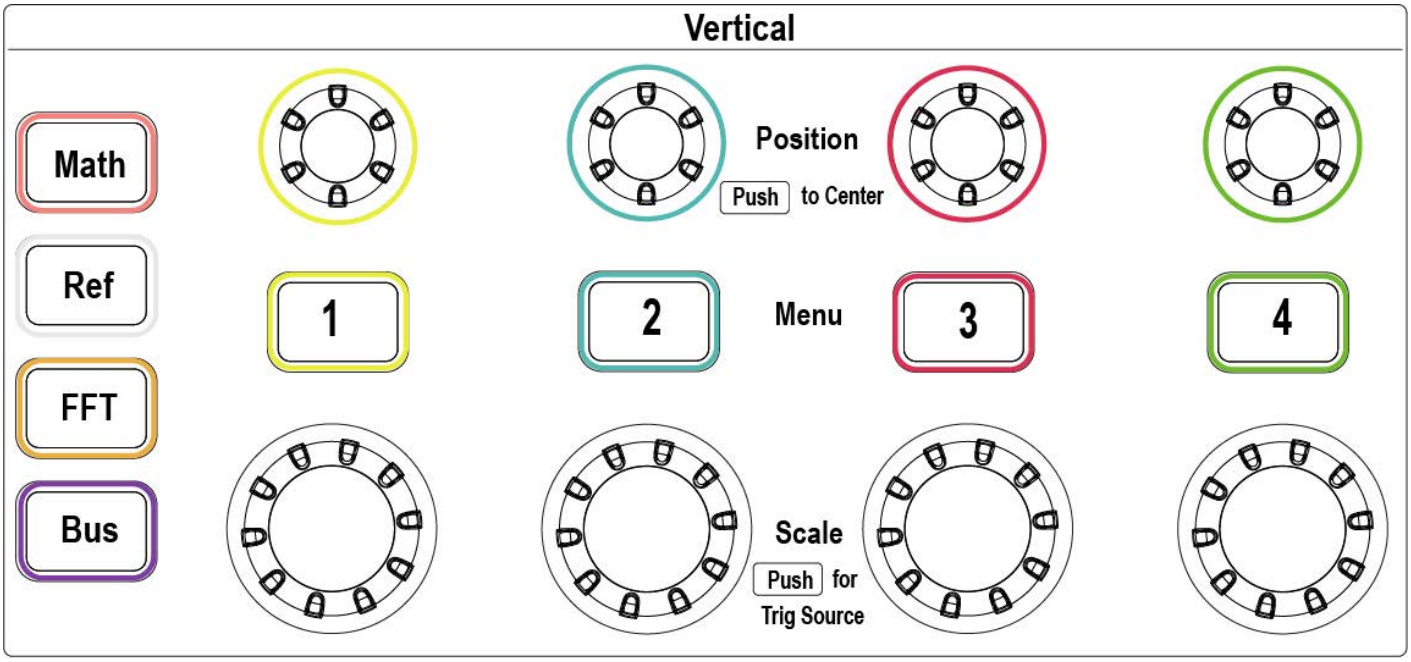 Vertical
Math
Position
Push to Center
Ref
1
2
Menu
3
4
FFT
Bus
Scale
Push for
Trig Source